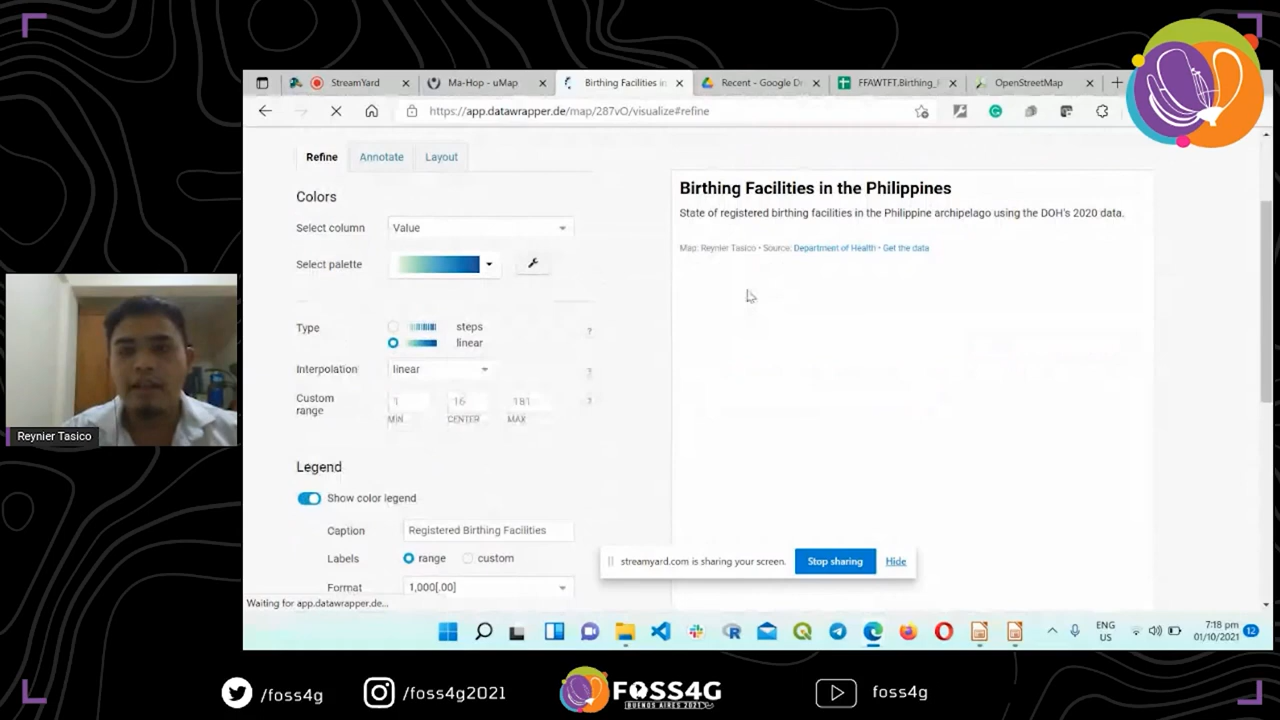 StreamYard
Ma-Hop - uMap
Birthing Facilities in
Recent - Google Dr
FFAWTFT.Birthing_F
OpenStreetMap
https://app.datawrapper.de/map/287vO/visualize#refine
Refine
Annotate
Layout
Colors
Select column
Value
Select palette
Type
steps
linear
?
Interpolation
linear
?
Custom range
1
16
181
?
MIN
CENTER
MAX
Legend
Show color legend
Caption
Registered Birthing Facilities
Labels
range
custom
Format
1,000[.00]
Waiting for app.datawrapper.de...
Birthing Facilities in the Philippines
State of registered birthing facilities in the Philippine archipelago using the DOH's 2020 data.
Map: Reynier Tasico • Source: Department of Health • Get the data
streamyard.com is sharing your screen.
Stop sharing
Hide
Reynier Tasico
ENG
US
7:18 pm
01/10/2021
12
/foss4g
/foss4g2021
FOSS4G
BUENOS AIRES 2021
foss4g